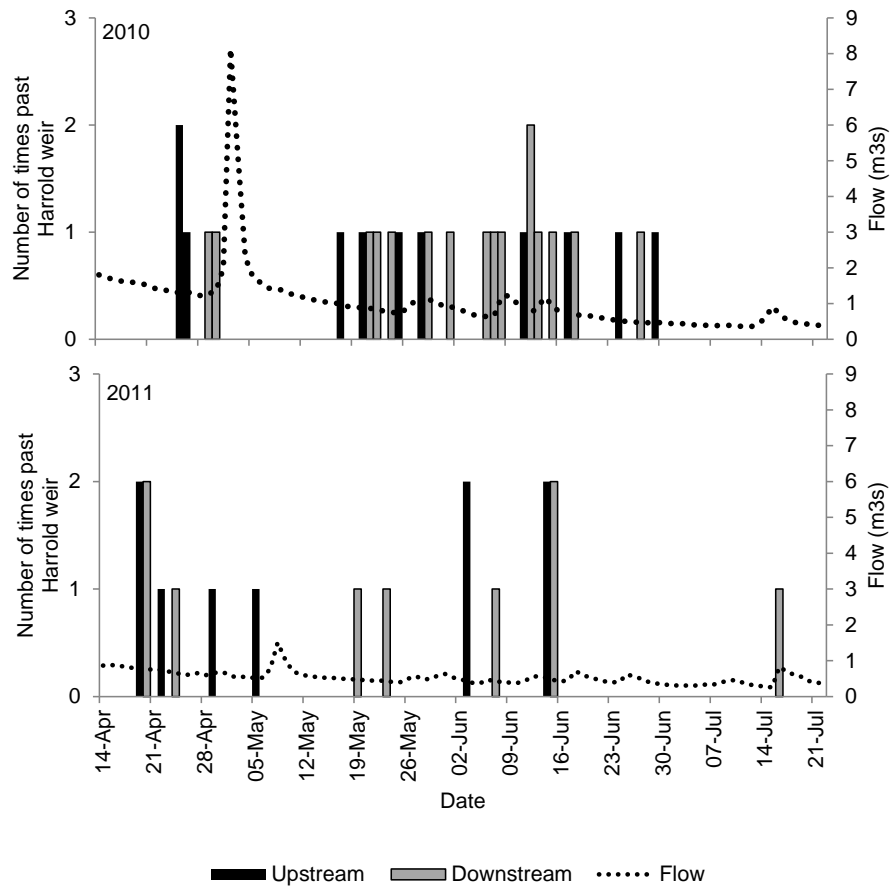 2010
Number of times past
Harrold weir
3
2
1
0
9
8
7
6
5
4
3
2
1
0
Flow (m3s)
2011
Number of times past
Harrold weir
3
2
1
0
9
8
7
6
5
4
3
2
1
0
Flow (m3s)
14-Apr
21-Apr
28-Apr
05-May
12-May
19-May
26-May
02-Jun
09-Jun
16-Jun
23-Jun
30-Jun
07-Jul
14-Jul
21-Jul
Date
Upstream Downstream Flow